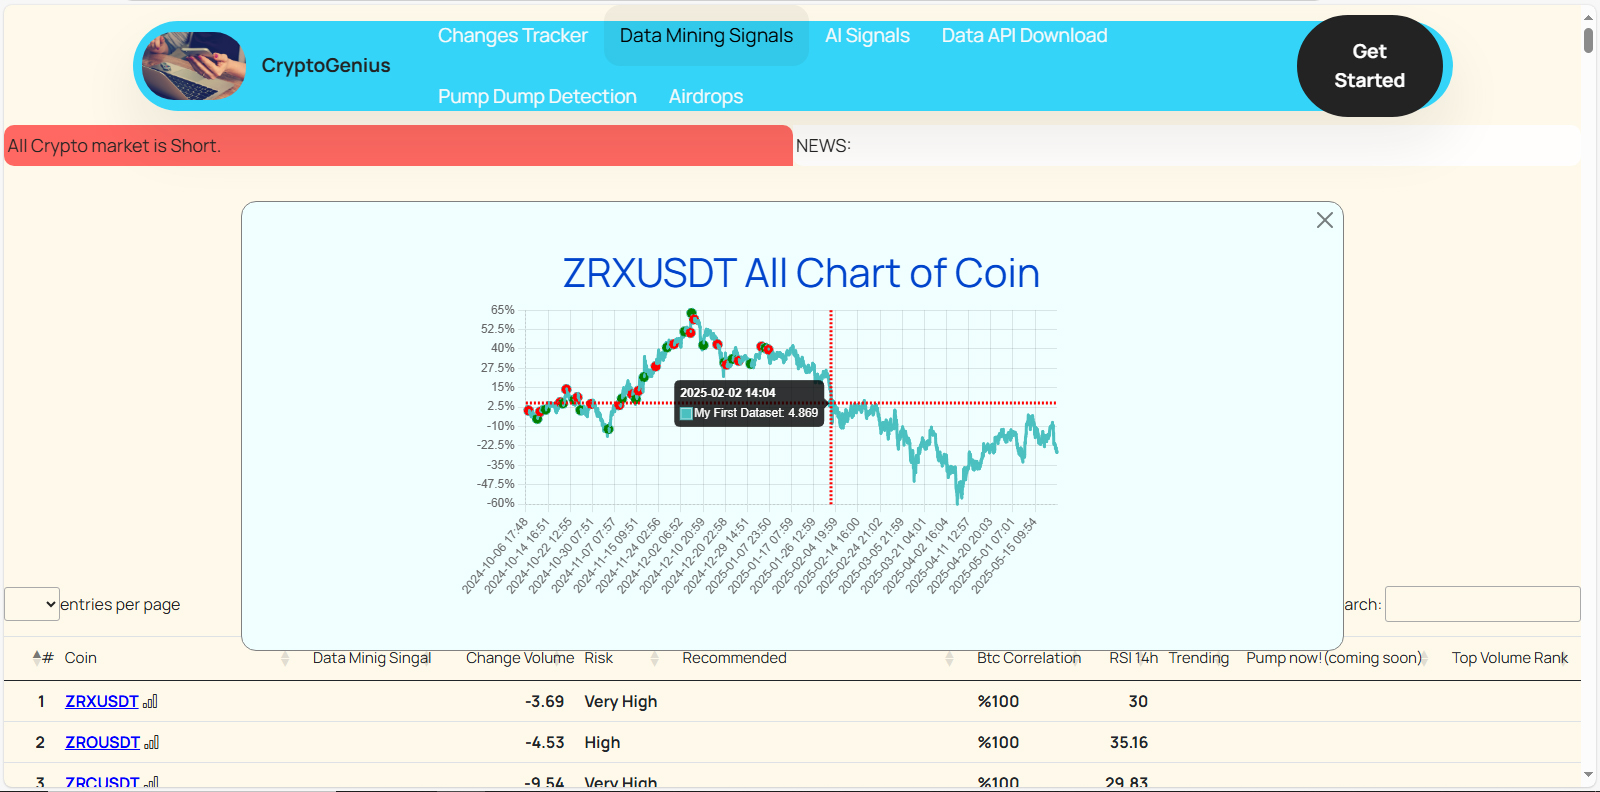 Changes Tracker
Data Mining Signals
AI Signals
Data API Download
CryptoGenius
Get
Started
Pump Dump Detection
Airdrops
All Crypto market is Short.
NEWS:
ZRXUSDT All Chart of Coin
65%
52.5%
40%
27.5%
15%
2.5%
-10%
-22.5%
-35%
-47.5%
-60%
2025-02-02 14:04
My First Dataset: 4.869
2024-10-06 17:48
2024-10-14 16:51
2024-10-22 12:55
2024-10-30 07:51
2024-11-07 07:57
2024-11-15 09:51
2024-11-24 02:56
2024-12-02 06:52
2024-12-10 20:59
2024-12-20 22:58
2024-12-29 14:51
2025-01-07 23:50
2025-01-17 07:59
2025-01-26 12:59
2025-02-04 19:59
2025-02-14 16:00
2025-02-24 21:02
2025-03-05 21:59
2025-03-21 04:01
2025-04-02 16:04
2025-04-11 12:57
2025-04-20 20:03
2025-05-01 07:01
2025-05-15 09:54
entries per page
arch:
# Coin Data Minig Singal Change Volume Risk Recommended Btc Correlation RSI 14h Trending Pump now!(coming soon) Top Volume Rank
1 ZRXUSDT -3.69 Very High %100 30
2 ZROUSDT -4.53 High %100 35.16
3 ZRCUSDT -9.54 Very High %100 29.83